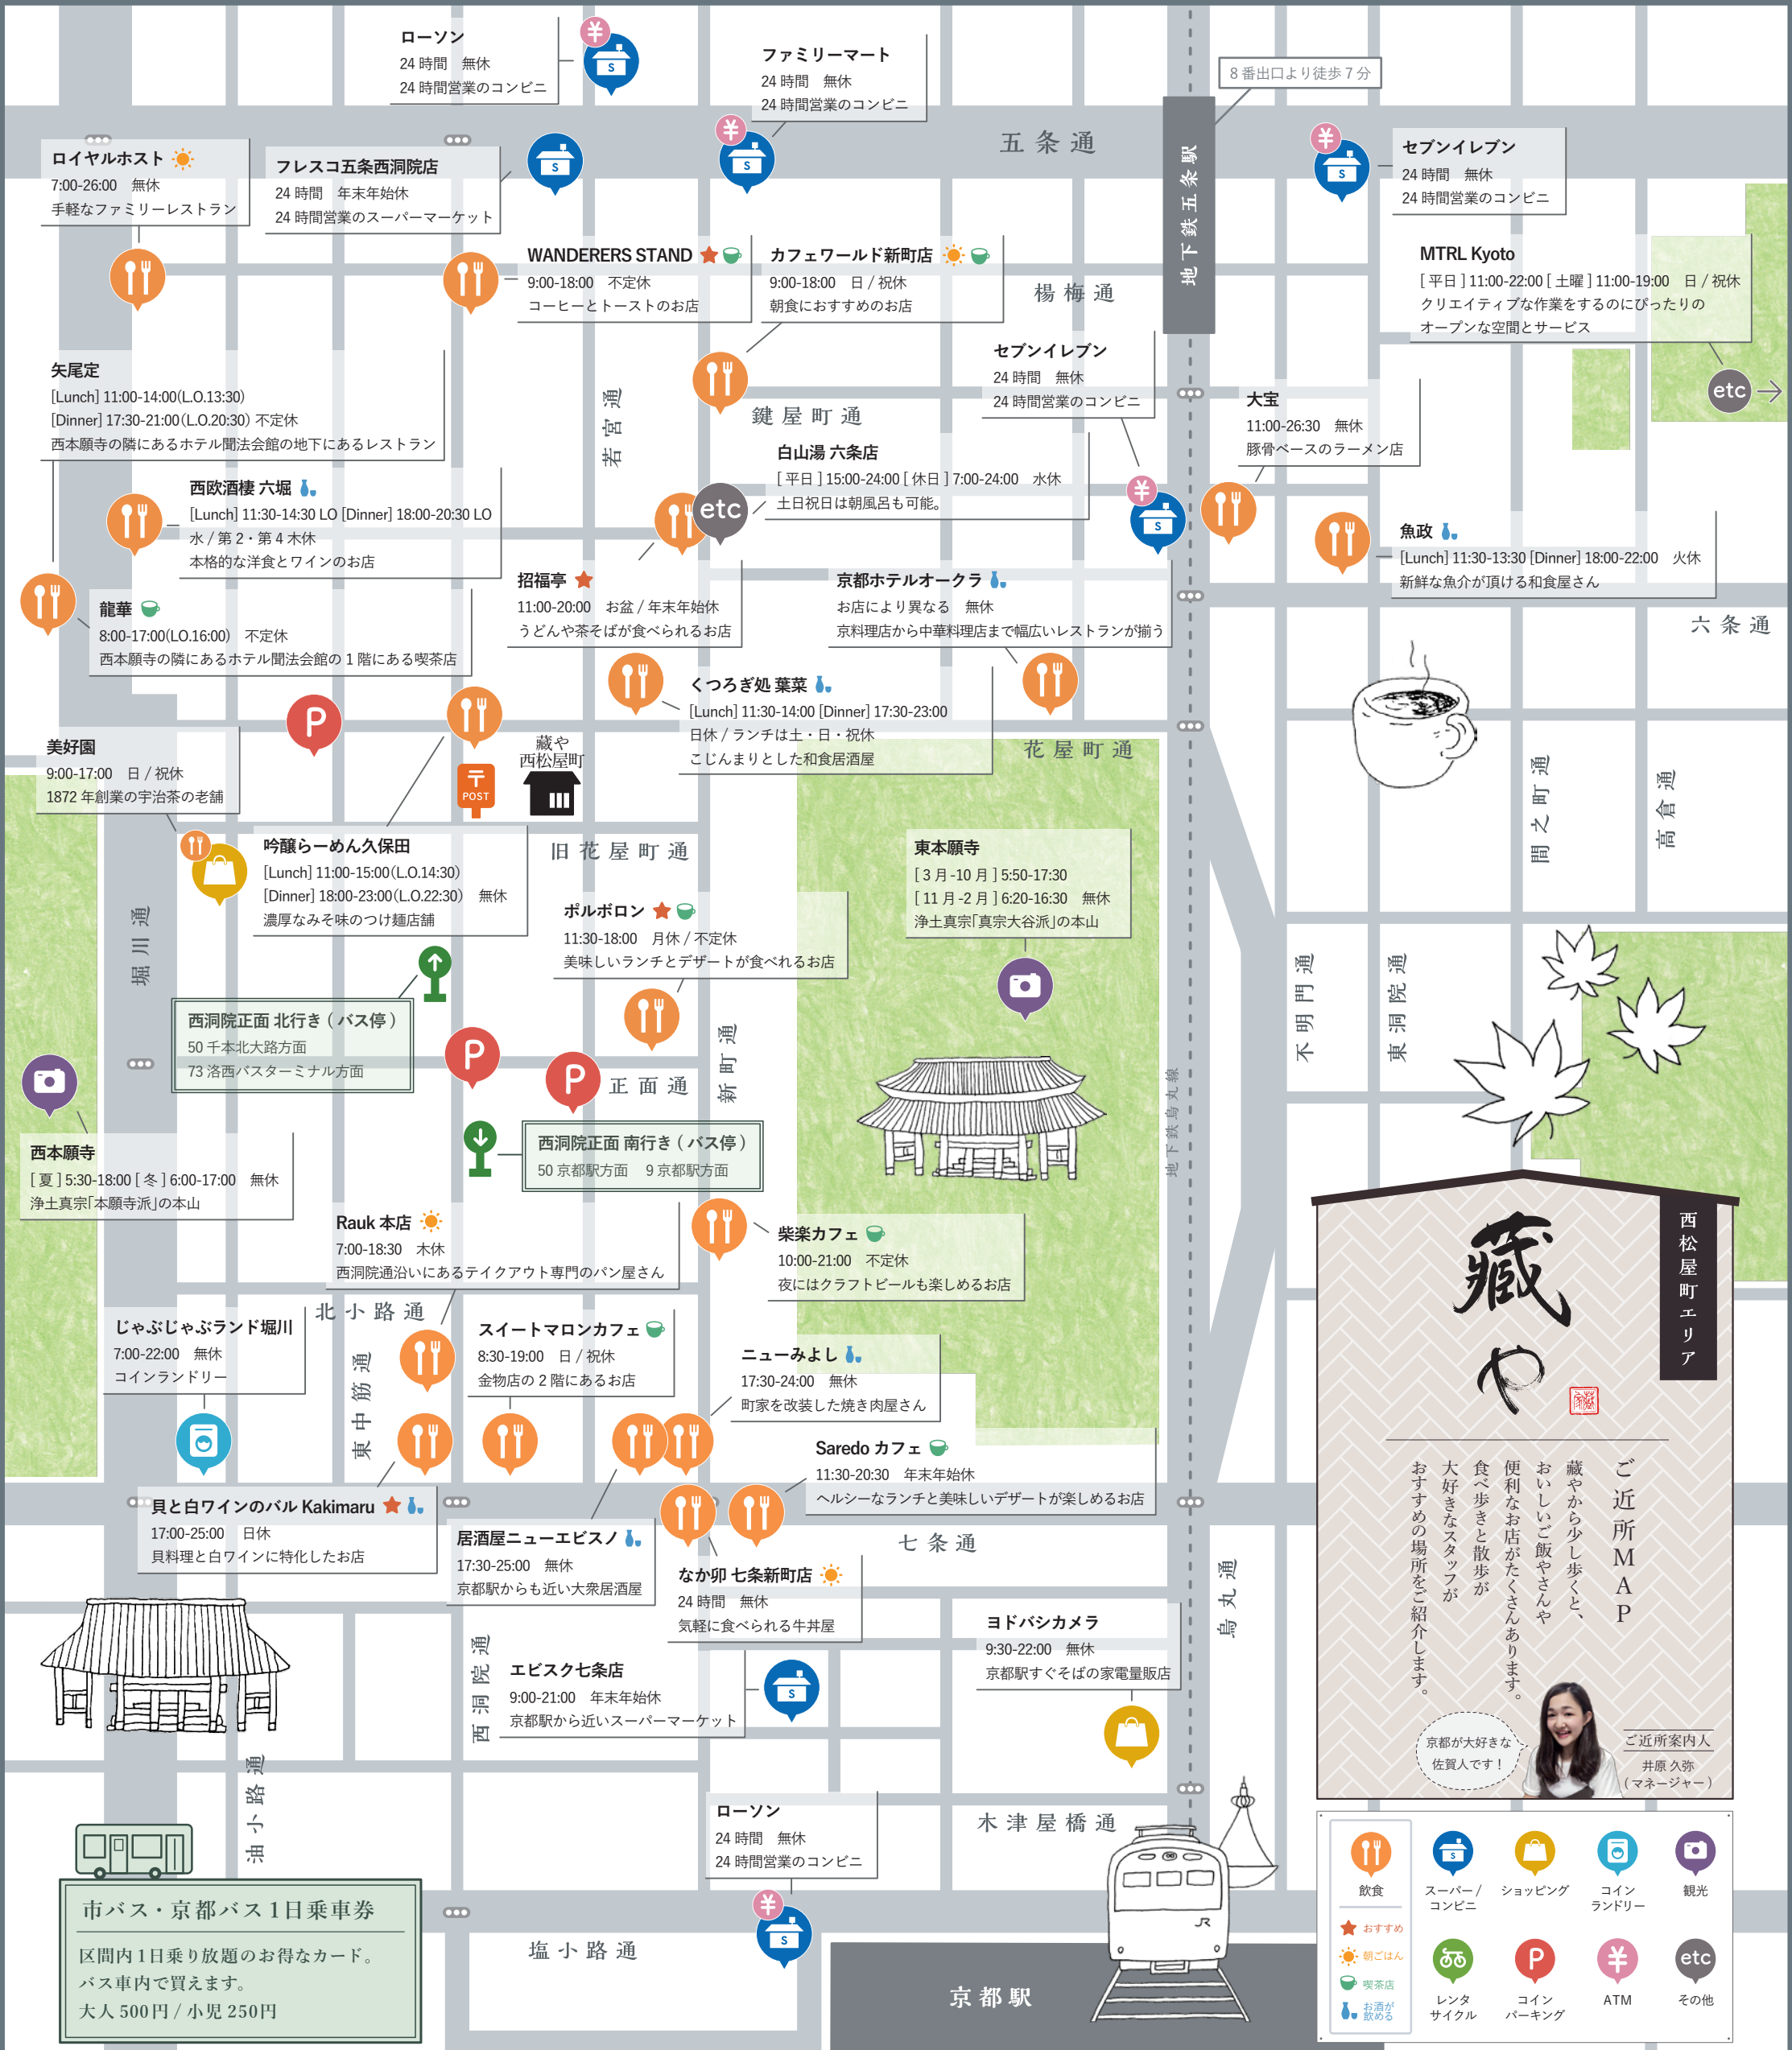 ローソン
24時間　無休
24時間営業のコンビニ
ファミリーマート
24時間　無休
24時間営業のコンビニ
8番出口より徒歩7分
五条通
地下鉄五条駅
ロイヤルホスト
7:00-26:00　無休
手軽なファミリーレストラン
フレスコ五条西洞院店
24時間　年末年始休
24時間営業のスーパーマーケット
セブンイレブン
24時間　無休
24時間営業のコンビニ
WANDERERS STAND
9:00-18:00　不定休
コーヒーとトーストのお店
カフェワールド新町店
9:00-18:00　日/祝休
朝食におすすめのお店
楊梅通
MTRL Kyoto
[平日]11:00-22:00[土曜]11:00-19:00　日/祝休
クリエイティブな作業をするのにぴったりの
オープンな空間とサービス
etc
矢尾定
[Lunch] 11:00-14:00(L.O.13:30)
[Dinner] 17:30-21:00(L.O.20:30) 不定休
西本願寺の隣にあるホテル聞法会館の地下にあるレストラン
若宮通
鍵屋町通
セブンイレブン
24時間　無休
24時間営業のコンビニ
大宝
11:00-26:30　無休
豚骨ベースのラーメン店
白山湯 六条店
[平日]15:00-24:00[休日]7:00-24:00　水休
土日祝日は朝風呂も可能。
etc
西欧酒棲 六堀
[Lunch] 11:30-14:30 LO [Dinner] 18:00-20:30 LO
水/第2・第4木休
本格的な洋食とワインのお店
魚政
[Lunch] 11:30-13:30 [Dinner] 18:00-22:00　火休
新鮮な魚介が頂ける和食屋さん
招福亭
11:00-20:00　お盆/年末年始休
うどんや茶そばが食べられるお店
京都ホテルオークラ
お店により異なる　無休
京料理店から中華料理店まで幅広いレストランが揃う
六条通
龍華
8:00-17:00(LO.16:00)　不定休
西本願寺の隣にあるホテル聞法会館の1階にある喫茶店
くつろぎ処 葉菜
[Lunch] 11:30-14:00 [Dinner] 17:30-23:00
日休/ランチは土・日・祝休
こじんまりとした和食居酒屋
花屋町通
P
美好園
9:00-17:00　日/祝休
1872年創業の宇治茶の老舗
藏や
西松屋町
〒
POST
旧花屋町通
間之町通
高倉通
吟醸らーめん久保田
[Lunch] 11:00-15:00(L.O.14:30)
[Dinner] 18:00-23:00(L.O.22:30)　無休
濃厚なみそ味のつけ麺店舗
東本願寺
[3月-10月]5:50-17:30
[11月-2月]6:20-16:30　無休
浄土真宗「真宗大谷派」の本山
堀川通
ポルボロン
11:30-18:00　月休/不定休
美味しいランチとデザートが食べれるお店
不明門通
東洞院通
西洞院正面 北行き(バス停)
50 千本北大路方面
73 洛西バスターミナル方面
P
P
正面通
新町通
地下鉄烏丸線
西洞院正面 南行き(バス停)
50 京都駅方面　9 京都駅方面
西本願寺
[夏]5:30-18:00[冬]6:00-17:00　無休
浄土真宗「本願寺派」の本山
Rauk 本店
7:00-18:30　木休
西洞院通沿いにあるテイクアウト専門のパン屋さん
柴楽カフェ
10:00-21:00　不定休
夜にはクラフトビールも楽しめるお店
北小路通
じゃぶじゃぶランド堀川
7:00-22:00　無休
コインランドリー
東中筋通
スイートマロンカフェ
8:30-19:00　日/祝休
金物店の2階にあるお店
ニューみよし
17:30-24:00　無休
町家を改装した焼き肉屋さん
Saredo カフェ
11:30-20:30　年末年始休
ヘルシーなランチと美味しいデザートが楽しめるお店
貝と白ワインのバル Kakimaru
17:00-25:00　日休
貝料理と白ワインに特化したお店
居酒屋ニューエビスノ
17:30-25:00　無休
京都駅からも近い大衆居酒屋
七条通
なか卯 七条新町店
24時間　無休
気軽に食べられる牛丼屋
烏丸通
ヨドバシカメラ
9:30-22:00　無休
京都駅すぐそばの家電量販店
西洞院通
エビスク七条店
9:00-21:00　年末年始休
京都駅から近いスーパーマーケット
油小路通
ローソン
24時間　無休
24時間営業のコンビニ
木津屋橋通
塩小路通
京都駅
JR
市バス・京都バス1日乗車券
区間内1日乗り放題のお得なカード。
バス車内で買えます。
大人500円/小児250円
西松屋町エリア
藏や
ご近所MAP
藏やから少し歩くと、
おいしいご飯やさんや
便利なお店がたくさんあります。
食べ歩きと散歩が
大好きなスタッフが
おすすめの場所をご紹介します。
京都が大好きな
佐賀人です！
ご近所案内人
井原 久弥
(マネージャー)
飲食
おすすめ
朝ごはん
喫茶店
お酒が
飲める
スーパー/
コンビニ
ショッピング
コイン
ランドリー
観光
レンタ
サイクル
P
コイン
パーキング
¥
ATM
etc
その他